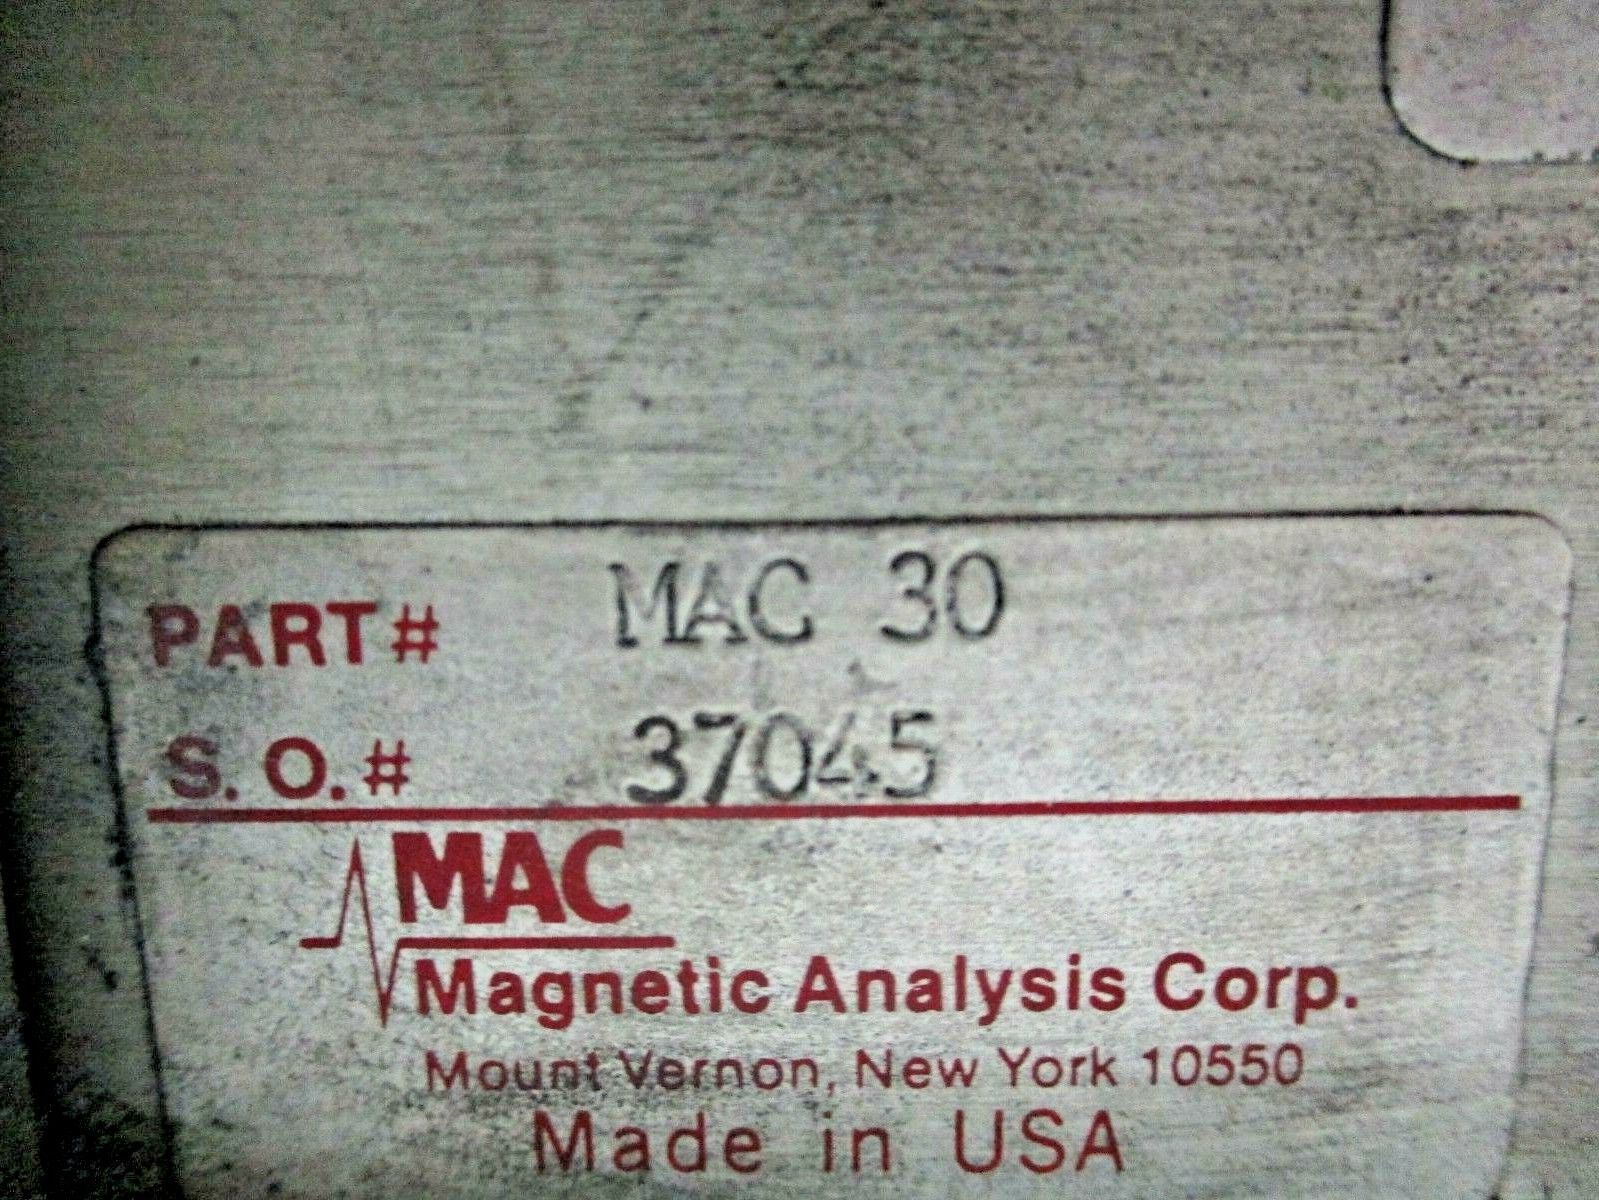 PART# MAC 30
S.O.# 37045
MAC
Magnetic Analysis Corp.
Mount Vernon, New York 10550
Made in USA